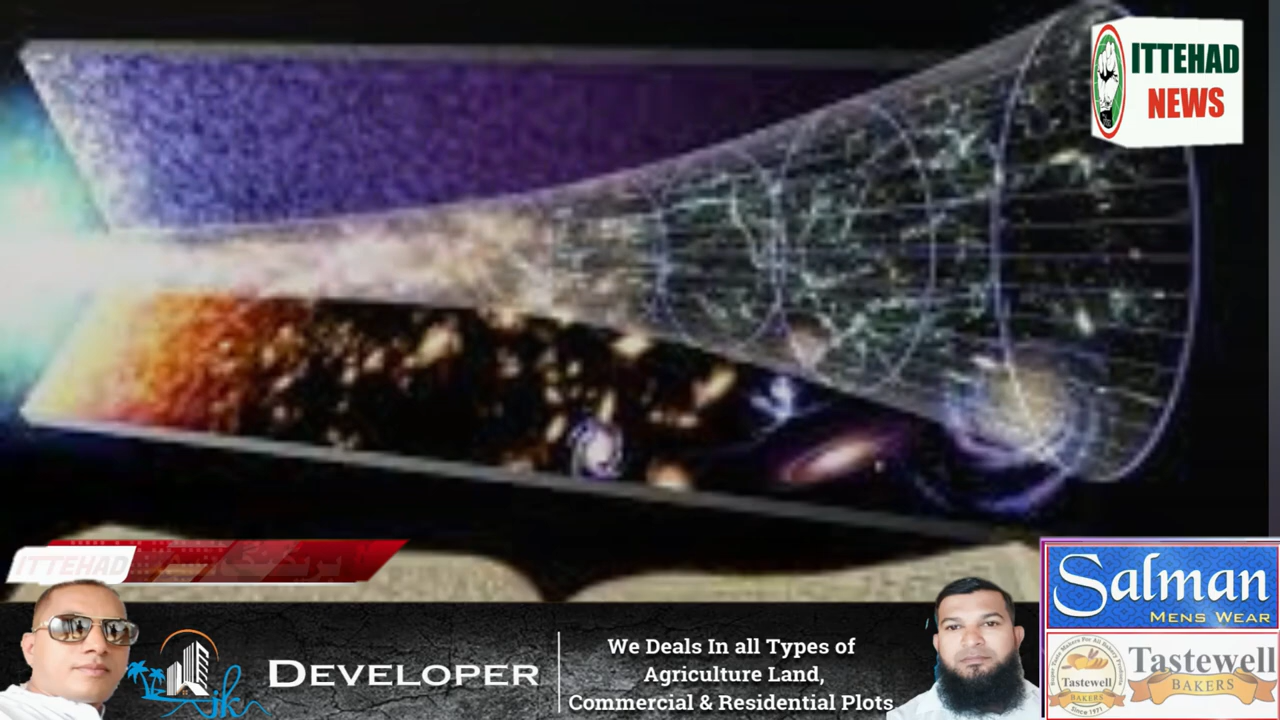 ITTEHAD
NEWS
ITTEHAD
jk
DEVELOPER
We Deals In all Types of
Agriculture Land,
Commercial & Residential Plots
Salman
MENS WEAR
Tastewell
BAKERS
Since 1971
Tastewell
BAKERS